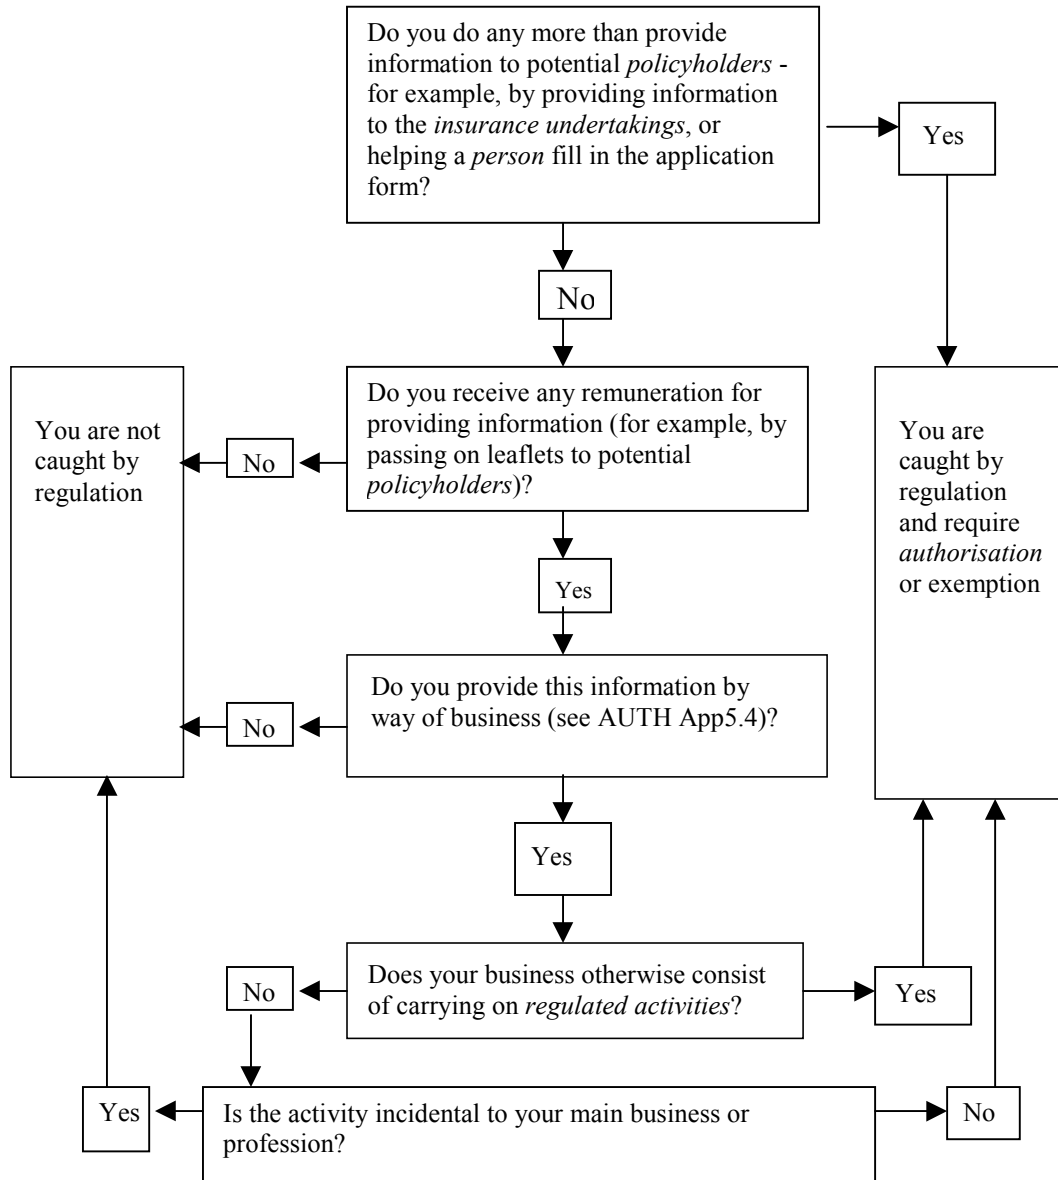 Do you do any more than provide
information to potential policyholders -
for example, by providing information
to the insurance undertakings, or
helping a person fill in the application
form?
Yes
No
Do you receive any remuneration for
providing information (for example, by
passing on leaflets to potential
policyholders)?
No
You are not
caught by
regulation
You are
caught by
regulation
and require
authorisation
or exemption
Yes
Do you provide this information by
way of business (see AUTH App5.4)?
No
Yes
Does your business otherwise consist
of carrying on regulated activities?
No
Yes
Is the activity incidental to your main business or
profession?
Yes
No